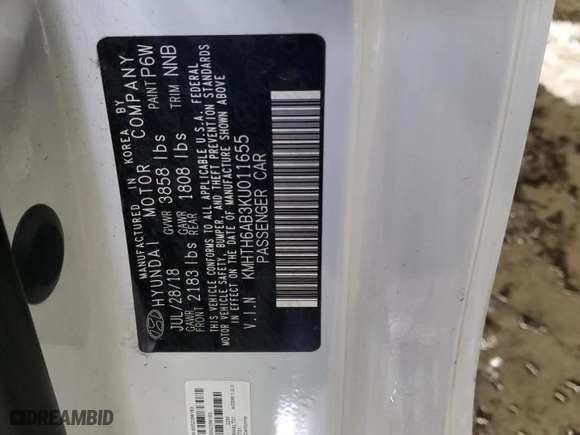 MANUFACTURED IN KOREA BY
HYUNDAI MOTOR COMPANY
JUL/28/18 GVWR 3858 lbs PAINT P6W
GAWR FRONT 2183 lbs GAWR REAR 1808 lbs TRIM NNB
THIS VEHICLE CONFORMS TO ALL APPLICABLE U.S.A. FEDERAL
MOTOR VEHICLE SAFETY, BUMPER, AND THEFT PREVENTION STANDARDS
IN EFFECT ON THE DATE OF MANUFACTURE SHOWN ABOVE
V.I.N KMHTH6AB3KU011655
PASSENGER CAR
DREAMBID